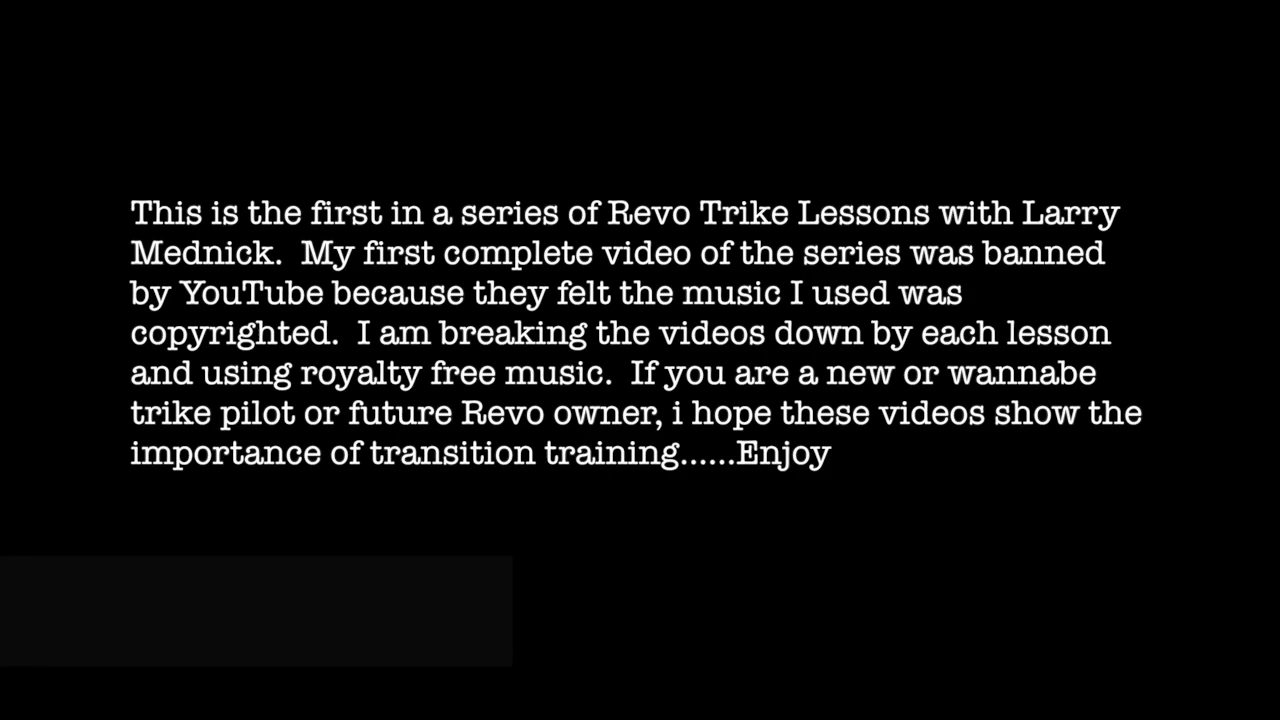 This is the first in a series of Revo Trike Lessons with Larry
Mednick.  My first complete video of the series was banned
by YouTube because they felt the music I used was
copyrighted.  I am breaking the videos down by each lesson
and using royalty free music.  If you are a new or wannabe
trike pilot or future Revo owner, i hope these videos show the
importance of transition training......Enjoy